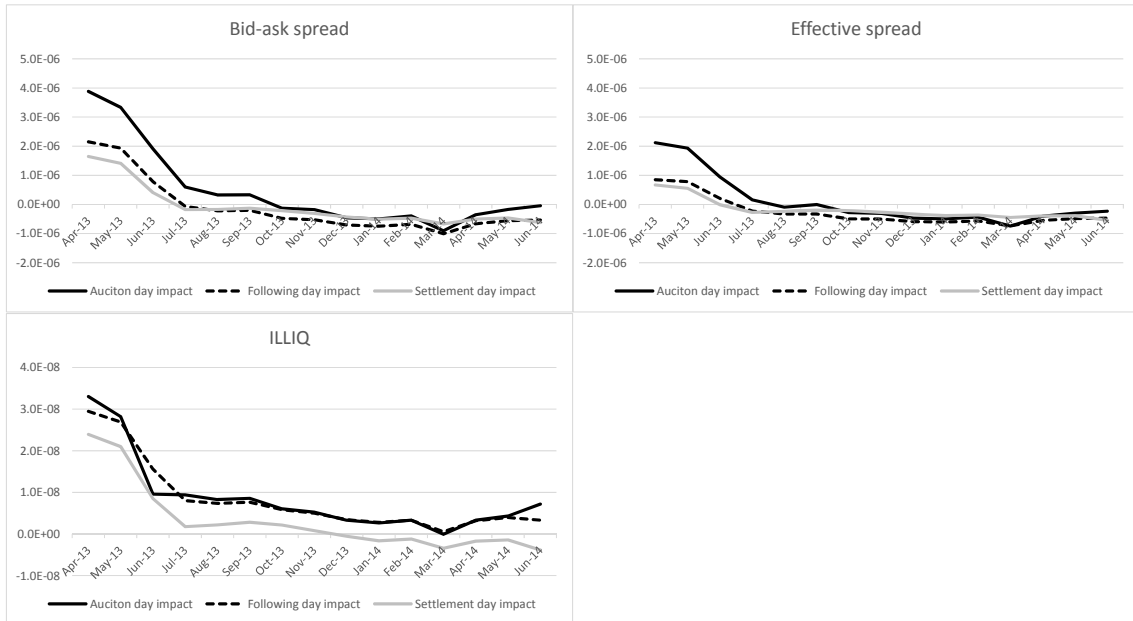 Bid-ask spread
5.0E-06
4.0E-06
3.0E-06
2.0E-06
1.0E-06
0.0E+00
-1.0E-06
-2.0E-06
Apr-13 May-13 Jun-13 Jul-13 Aug-13 Sep-13 Oct-13 Nov-13 Dec-13 Jan-14 Feb-14 Mar-14 Apr-14 May-14 Jun-14
Auciton day impact Following day impact Settlement day impact
Effective spread
5.0E-06
4.0E-06
3.0E-06
2.0E-06
1.0E-06
0.0E+00
-1.0E-06
-2.0E-06
Apr-13 May-13 Jun-13 Jul-13 Aug-13 Sep-13 Oct-13 Nov-13 Dec-13 Jan-14 Feb-14 Mar-14 Apr-14 May-14 Jun-14
Auciton day impact Following day impact Settlement day impact
ILLIQ
4.0E-08
3.0E-08
2.0E-08
1.0E-08
0.0E+00
-1.0E-08
Apr-13 May-13 Jun-13 Jul-13 Aug-13 Sep-13 Oct-13 Nov-13 Dec-13 Jan-14 Feb-14 Mar-14 Apr-14 May-14 Jun-14
Auciton day impact Following day impact Settlement day impact